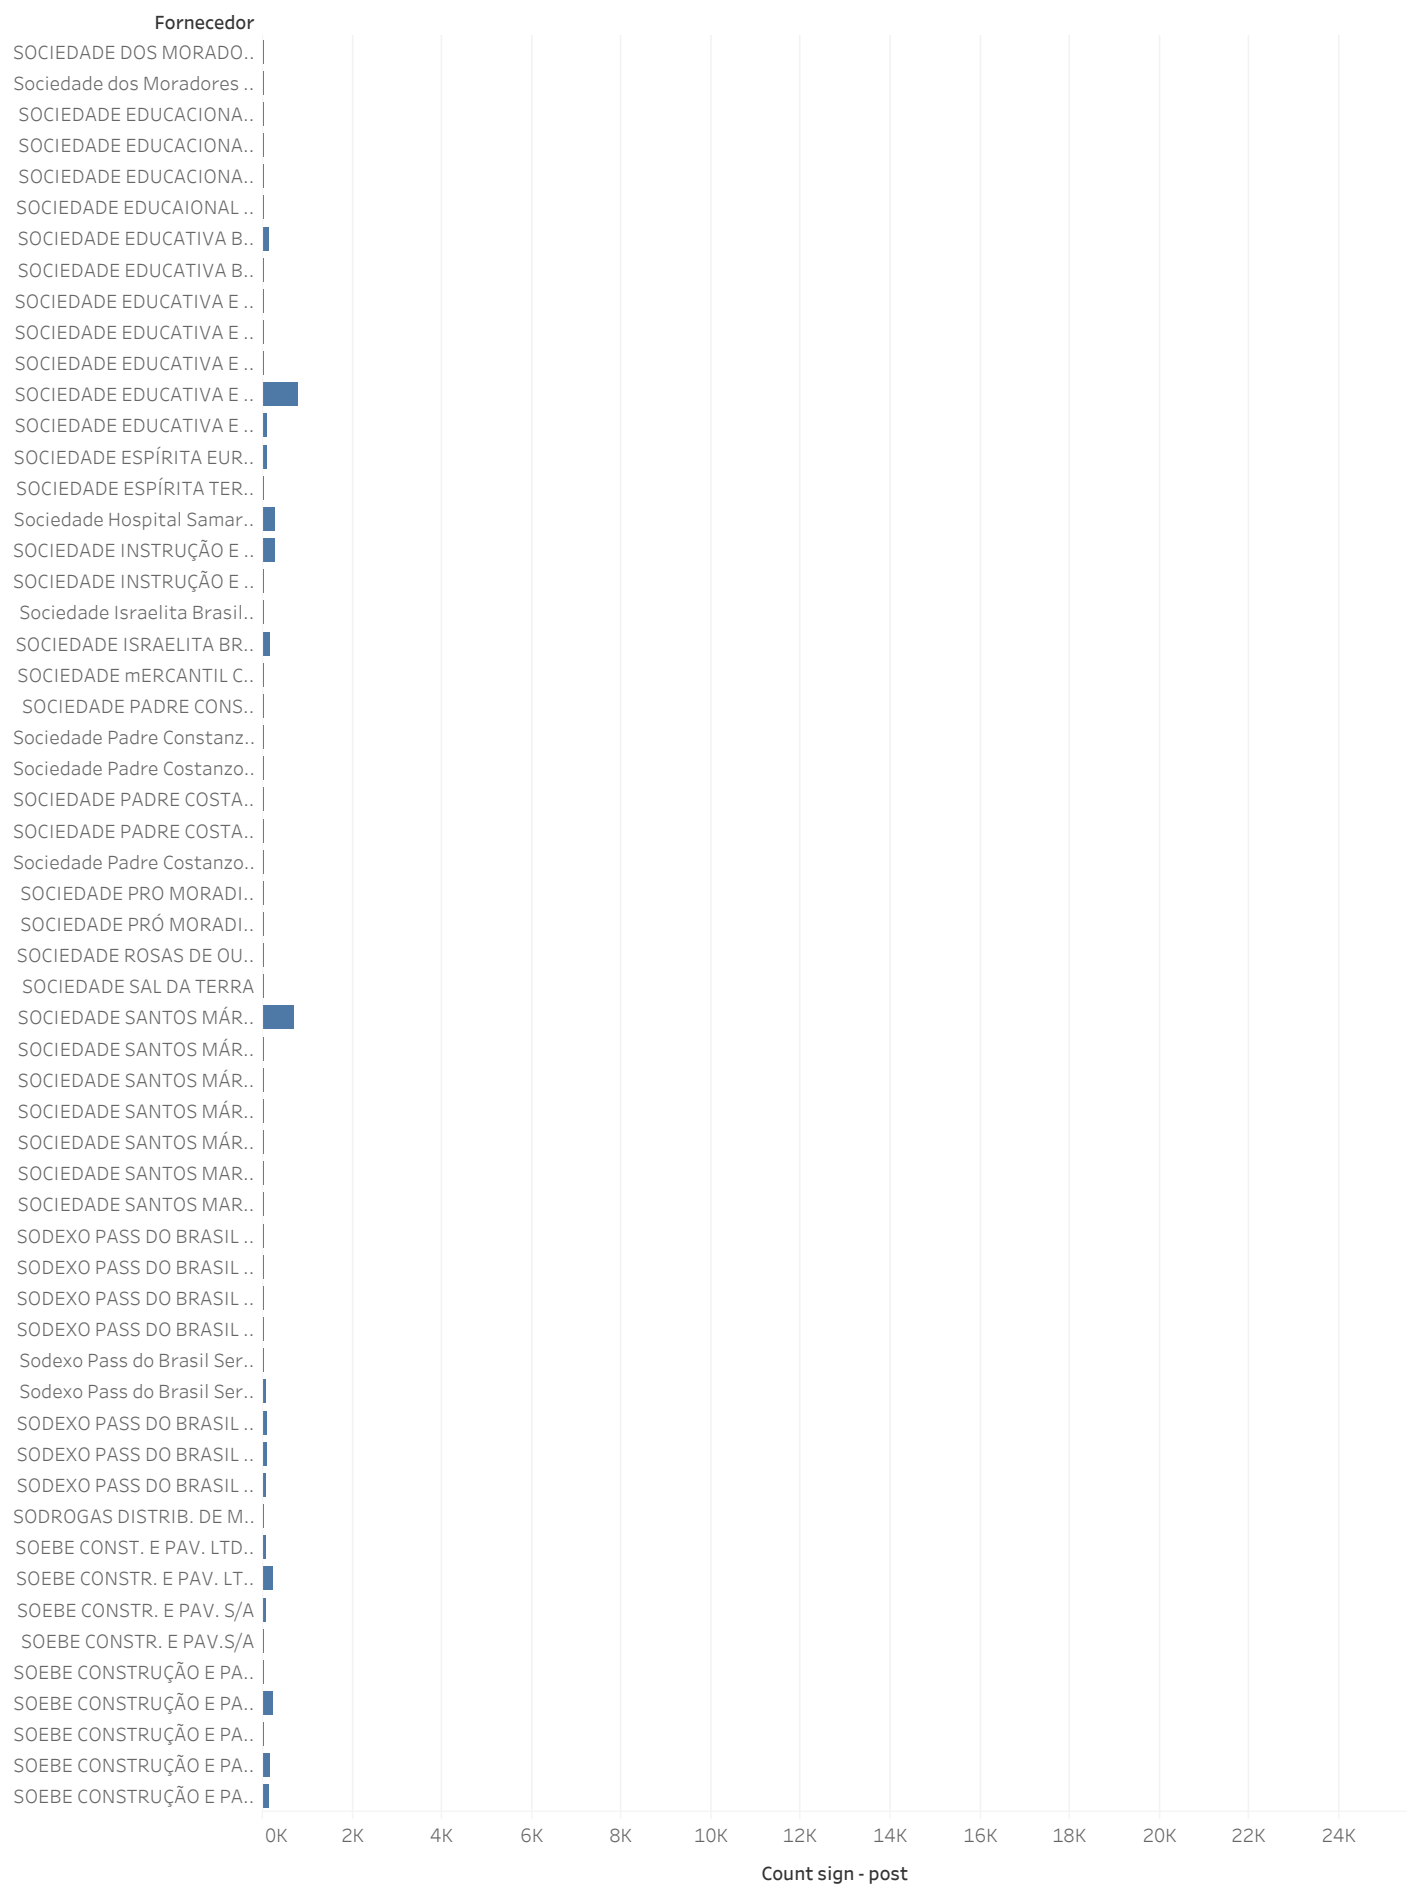 Fornecedor
SOCIEDADE DOS MORADO..
Sociedade dos Moradores ..
SOCIEDADE EDUCACIONA..
SOCIEDADE EDUCACIONA..
SOCIEDADE EDUCACIONA..
SOCIEDADE EDUCAIONAL ..
SOCIEDADE EDUCATIVA B..
SOCIEDADE EDUCATIVA B..
SOCIEDADE EDUCATIVA E ..
SOCIEDADE EDUCATIVA E ..
SOCIEDADE EDUCATIVA E ..
SOCIEDADE EDUCATIVA E ..
SOCIEDADE EDUCATIVA E ..
SOCIEDADE ESPÍRITA EUR..
SOCIEDADE ESPÍRITA TER..
Sociedade Hospital Samar..
SOCIEDADE INSTRUÇÃO E ..
SOCIEDADE INSTRUÇÃO E ..
Sociedade Israelita Brasil..
SOCIEDADE ISRAELITA BR..
SOCIEDADE mERCANTIL C..
SOCIEDADE PADRE CONS..
Sociedade Padre Constanz..
Sociedade Padre Costanzo..
SOCIEDADE PADRE COSTA..
SOCIEDADE PADRE COSTA..
Sociedade Padre Costanzo..
SOCIEDADE PRO MORADI..
SOCIEDADE PRÓ MORADI..
SOCIEDADE ROSAS DE OU..
SOCIEDADE SAL DA TERRA
SOCIEDADE SANTOS MÁR..
SOCIEDADE SANTOS MÁR..
SOCIEDADE SANTOS MÁR..
SOCIEDADE SANTOS MÁR..
SOCIEDADE SANTOS MÁR..
SOCIEDADE SANTOS MAR..
SOCIEDADE SANTOS MAR..
SODEXO PASS DO BRASIL ..
SODEXO PASS DO BRASIL ..
SODEXO PASS DO BRASIL ..
SODEXO PASS DO BRASIL ..
Sodexo Pass do Brasil Ser..
Sodexo Pass do Brasil Ser..
SODEXO PASS DO BRASIL ..
SODEXO PASS DO BRASIL ..
SODEXO PASS DO BRASIL ..
SODROGAS DISTRIB. DE M..
SOEBE CONST. E PAV. LTD..
SOEBE CONSTR. E PAV. LT..
SOEBE CONSTR. E PAV. S/A
SOEBE CONSTR. E PAV.S/A
SOEBE CONSTRUÇÃO E PA..
SOEBE CONSTRUÇÃO E PA..
SOEBE CONSTRUÇÃO E PA..
SOEBE CONSTRUÇÃO E PA..
SOEBE CONSTRUÇÃO E PA..
0K 2K 4K 6K 8K 10K 12K 14K 16K 18K 20K 22K 24K
Count sign - post